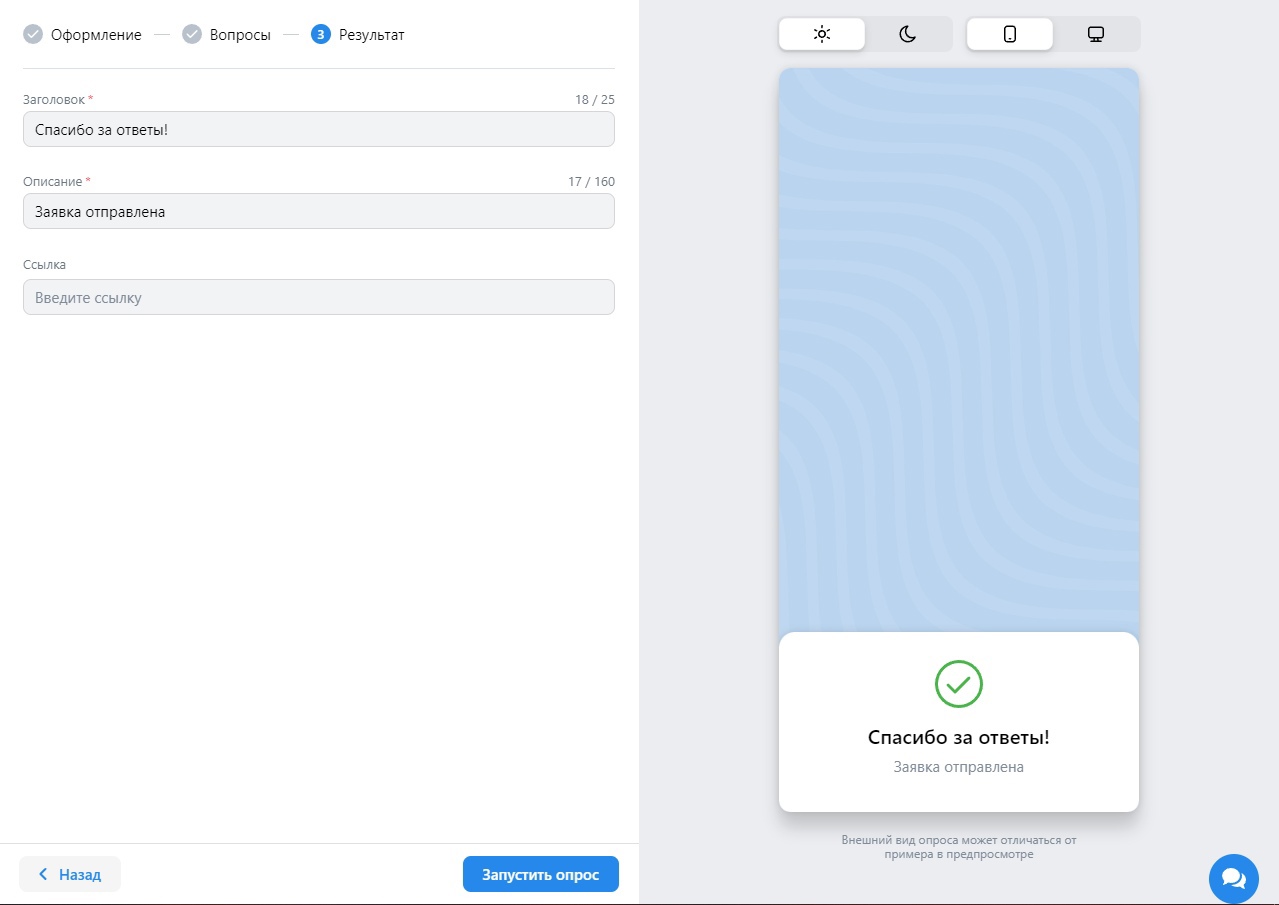 Оформление
Вопросы
3 Результат
Заголовок * 18 / 25
Спасибо за ответы!
Описание * 17 / 160
Заявка отправлена
Ссылка
Введите ссылку
Назад
Запустить опрос
Спасибо за ответы!
Заявка отправлена
Внешний вид опроса может отличаться от
примера в предпросмотре